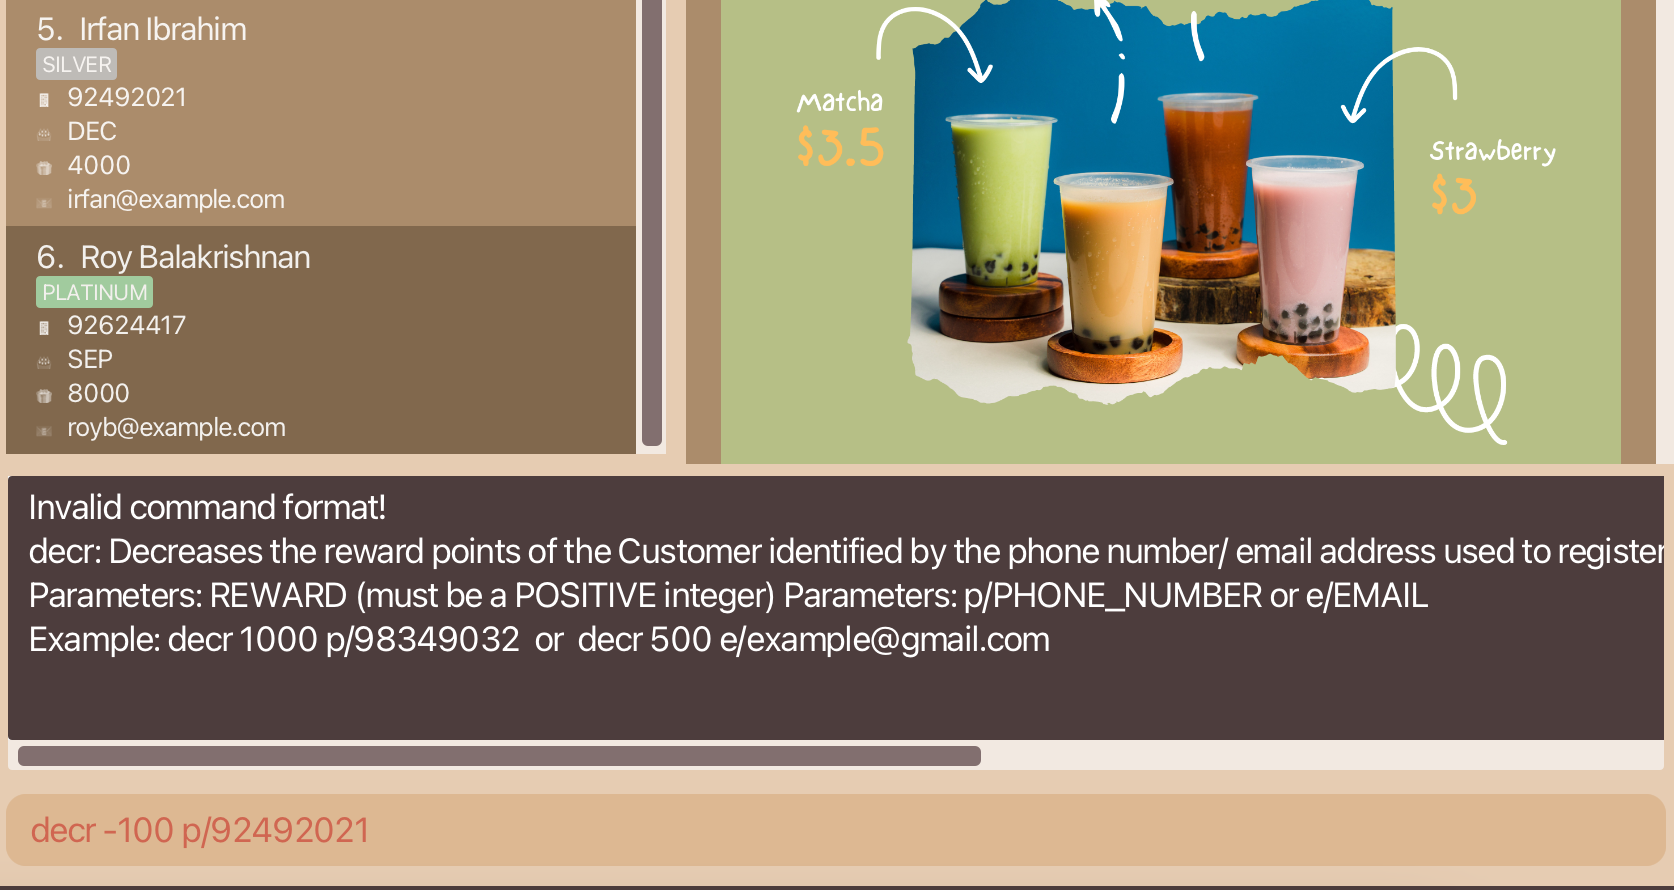 5. Irfan Ibrahim
SILVER
92492021
DEC
4000
irfan@example.com
6. Roy Balakrishnan
PLATINUM
92624417
SEP
8000
royb@example.com
Matcha
$3.5
Strawberry
$3
Invalid command format!
decr: Decreases the reward points of the Customer identified by the phone number/ email address used to register
Parameters: REWARD (must be a POSITIVE integer) Parameters: p/PHONE_NUMBER or e/EMAIL
Example: decr 1000 p/98349032 or decr 500 e/example@gmail.com
decr -100 p/92492021